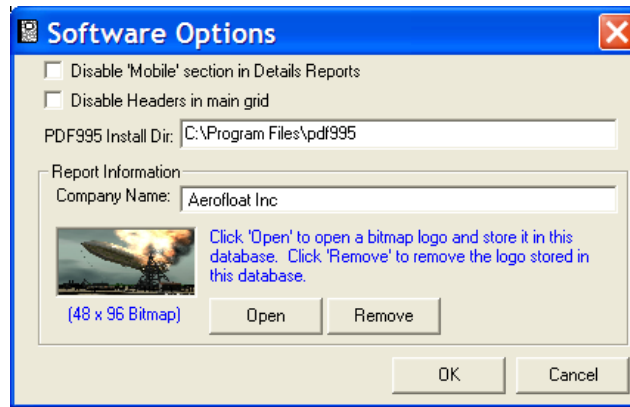 Software Options
Disable 'Mobile' section in Details Reports
Disable Headers in main grid
PDF995 Install Dir: C:\Program Files\pdf995
Report Information
Company Name: Aerofloat Inc
Click 'Open' to open a bitmap logo and store it in this
database. Click 'Remove' to remove the logo stored in
this database.
(48 x 96 Bitmap) Open Remove
OK Cancel